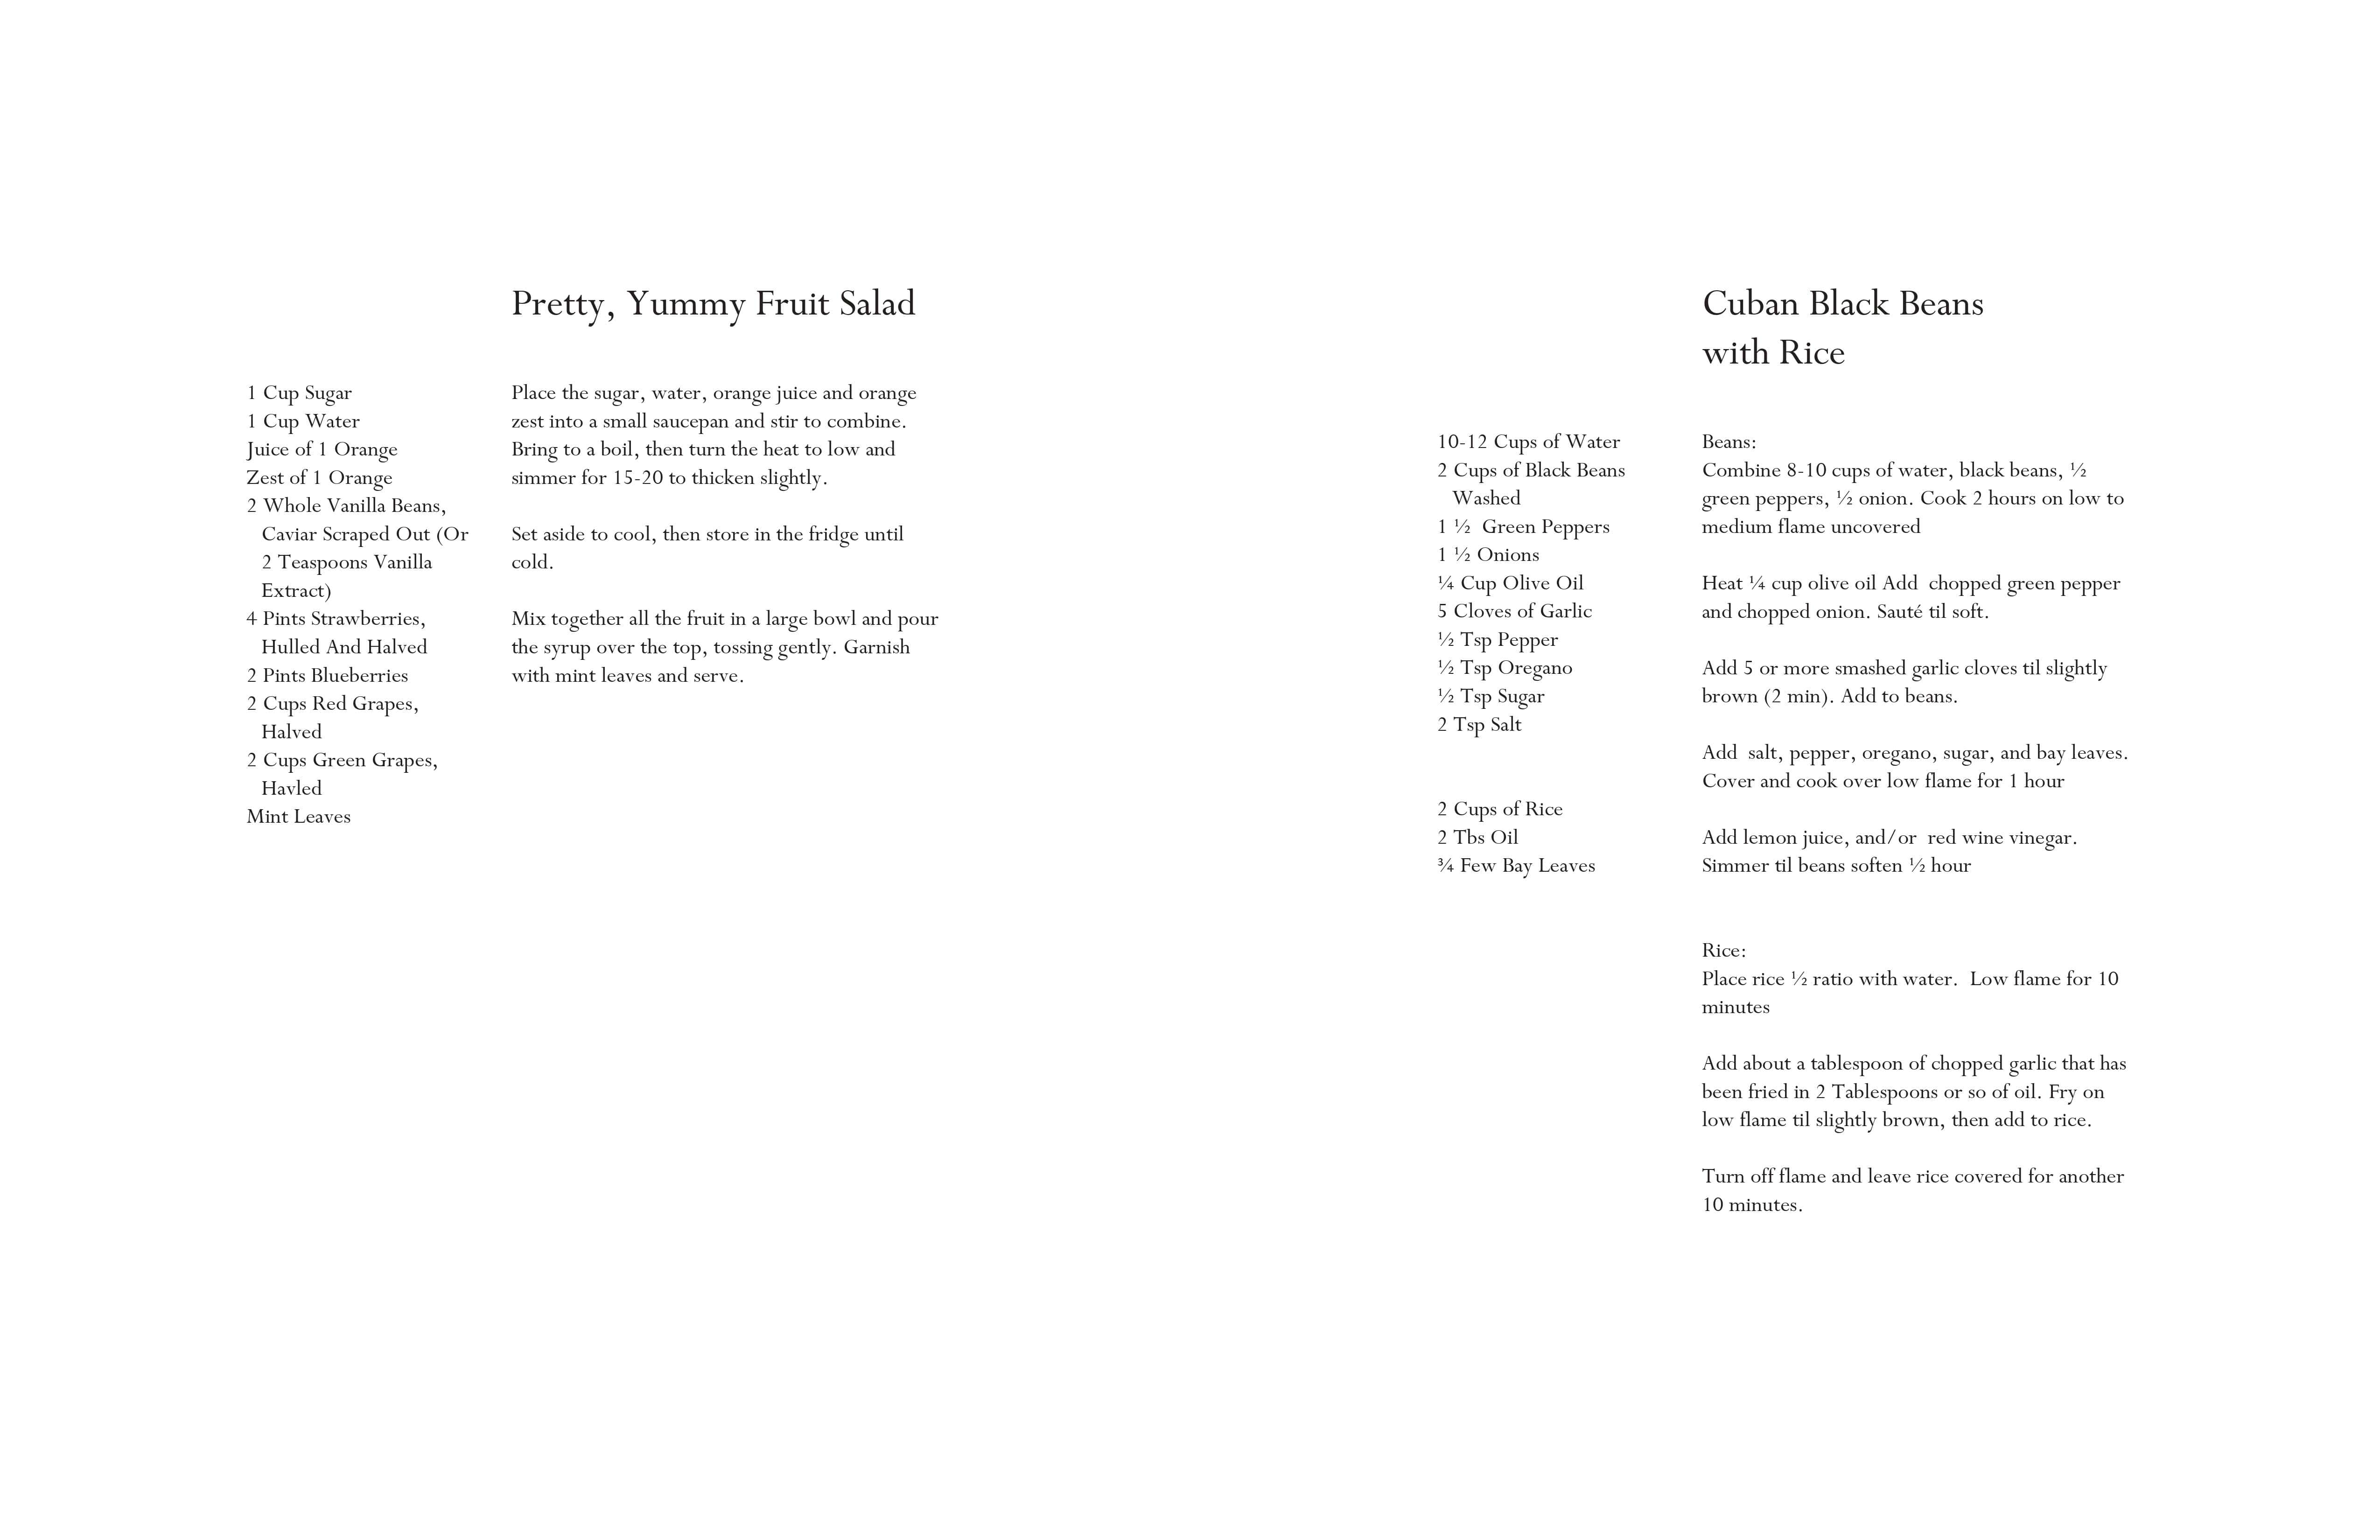 Pretty, Yummy Fruit Salad
1 Cup Sugar
1 Cup Water
Juice of 1 Orange
Zest of 1 Orange
2 Whole Vanilla Beans,
Caviar Scraped Out (Or
2 Teaspoons Vanilla
Extract)
4 Pints Strawberries,
Hulled And Halved
2 Pints Blueberries
2 Cups Red Grapes,
Halved
2 Cups Green Grapes,
Havled
Mint Leaves
Place the sugar, water, orange juice and orange
zest into a small saucepan and stir to combine.
Bring to a boil, then turn the heat to low and
simmer for 15-20 to thicken slightly.
Set aside to cool, then store in the fridge until
cold.
Mix together all the fruit in a large bowl and pour
the syrup over the top, tossing gently. Garnish
with mint leaves and serve.
Cuban Black Beans
with Rice
10-12 Cups of Water
2 Cups of Black Beans
Washed
1 ½  Green Peppers
1 ½ Onions
¼ Cup Olive Oil
5 Cloves of Garlic
½ Tsp Pepper
½ Tsp Oregano
½ Tsp Sugar
2 Tsp Salt
2 Cups of Rice
2 Tbs Oil
¾ Few Bay Leaves
Beans:
Combine 8-10 cups of water, black beans, ½
green peppers, ½ onion. Cook 2 hours on low to
medium flame uncovered
Heat ¼ cup olive oil Add  chopped green pepper
and chopped onion. Sauté til soft.
Add 5 or more smashed garlic cloves til slightly
brown (2 min). Add to beans.
Add  salt, pepper, oregano, sugar, and bay leaves.
Cover and cook over low flame for 1 hour
Add lemon juice, and/or  red wine vinegar.
Simmer til beans soften ½ hour
Rice:
Place rice ½ ratio with water.  Low flame for 10
minutes
Add about a tablespoon of chopped garlic that has
been fried in 2 Tablespoons or so of oil. Fry on
low flame til slightly brown, then add to rice.
Turn off flame and leave rice covered for another
10 minutes.